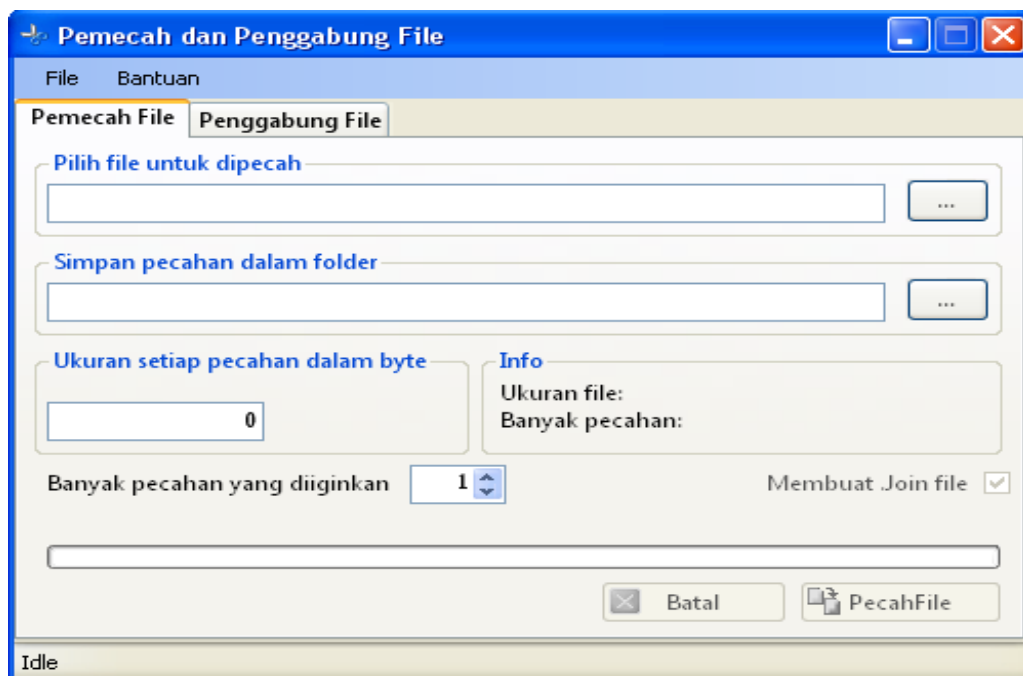 Pemecah dan Penggabung File
File Bantuan
Pemecah File Penggabung File
Pilih file untuk dipecah
...
Simpan pecahan dalam folder
...
Ukuran setiap pecahan dalam byte
0
Info
Ukuran file:
Banyak pecahan:
Banyak pecahan yang diiginkan 1 Membuat .Join file
Batal PecahFile
Idle